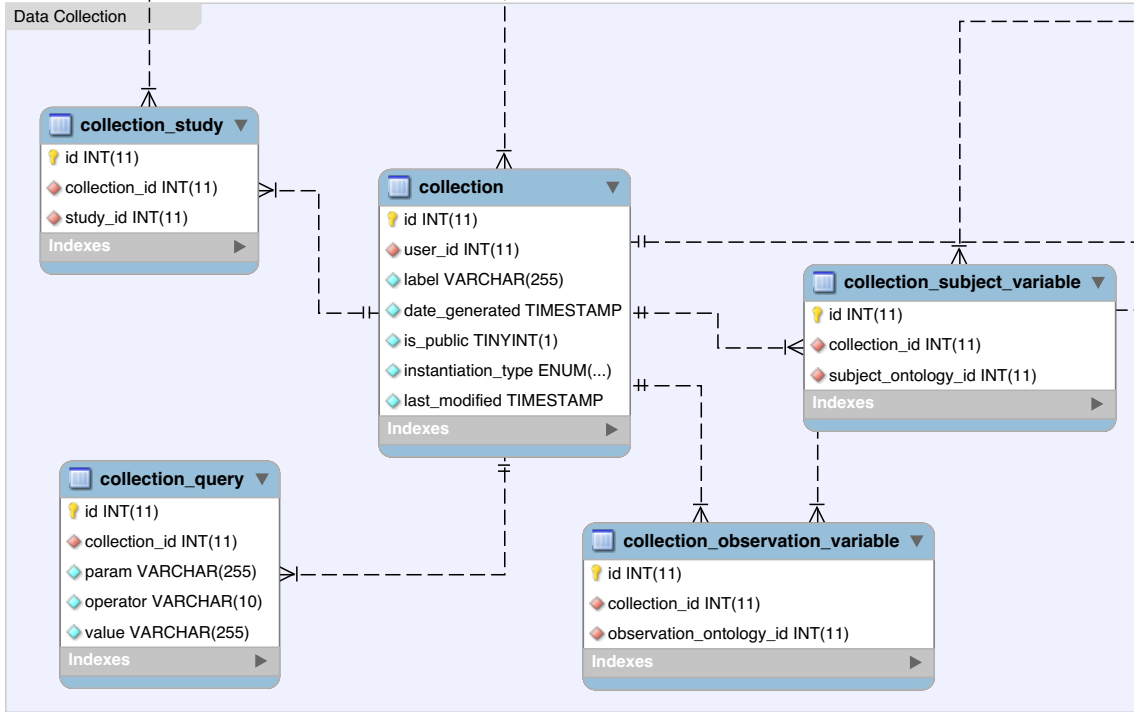 Data Collection
collection_study
id INT(11)
collection_id INT(11)
study_id INT(11)
Indexes
collection
id INT(11)
user_id INT(11)
label VARCHAR(255)
date_generated TIMESTAMP
is_public TINYINT(1)
instantiation_type ENUM(...)
last_modified TIMESTAMP
Indexes
collection_subject_variable
id INT(11)
collection_id INT(11)
subject_ontology_id INT(11)
Indexes
collection_query
id INT(11)
collection_id INT(11)
param VARCHAR(255)
operator VARCHAR(10)
value VARCHAR(255)
Indexes
collection_observation_variable
id INT(11)
collection_id INT(11)
observation_ontology_id INT(11)
Indexes